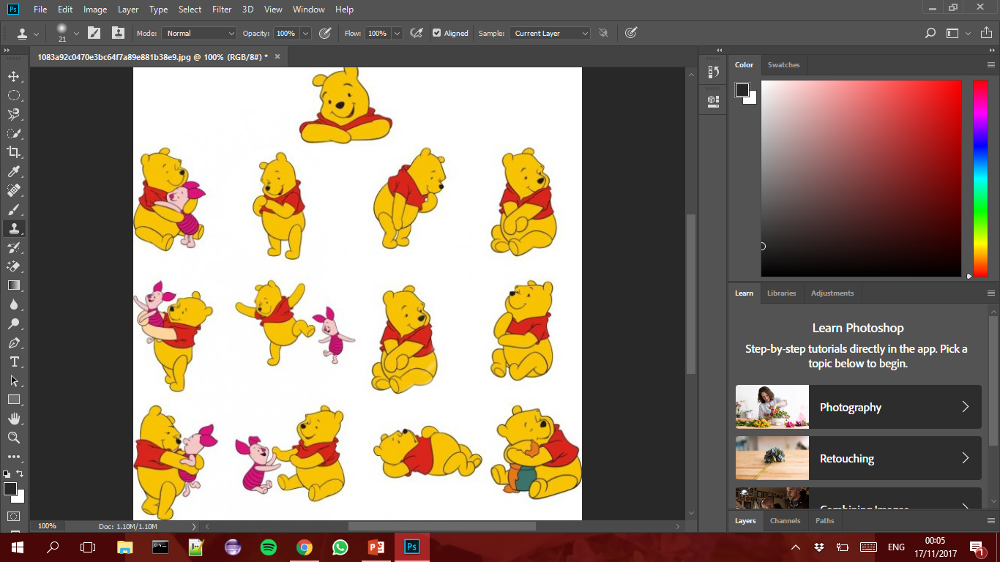 Ps File Edit Image Layer Type Select Filter 3D View Window Help
21 Mode: Normal Opacity: 100% Flow: 100% Aligned Sample: Current Layer
1083a92c0470e3bc64f7a89e881b38e9.jpg @ 100% (RGB/8#) * ×
Color Swatches
Learn Libraries Adjustments
Learn Photoshop
Step-by-step tutorials directly in the app. Pick a
topic below to begin.
Photography
Retouching
Combining Images
Layers Channels Paths
100% Doc: 1.10M/1.10M
Ps
ENG
00:05
17/11/2017
1